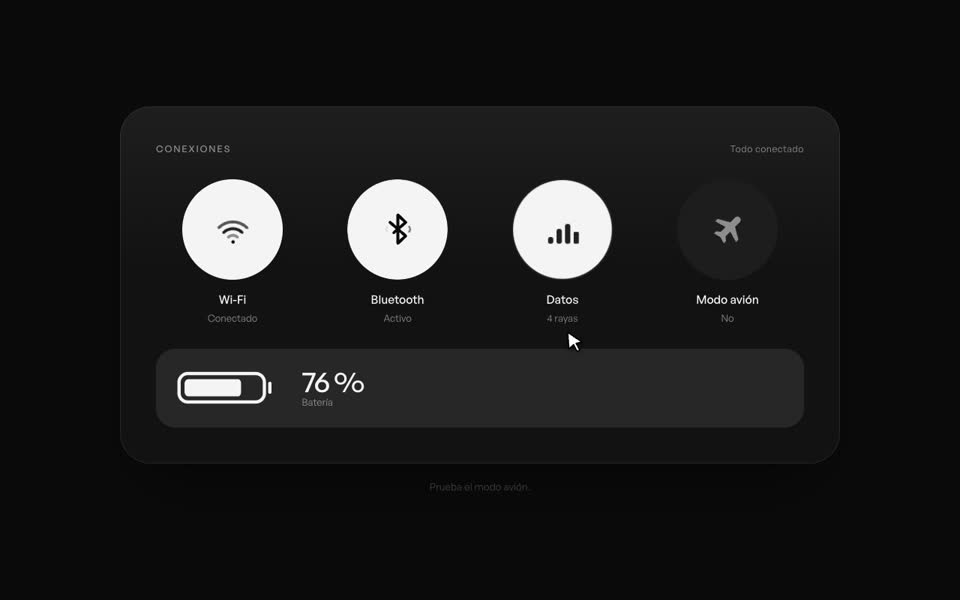 CONEXIONES
Todo conectado
Wi-Fi
Conectado
Bluetooth
Activo
Datos
4 rayas
Modo avión
No
76 %
Batería
Prueba el modo avión.